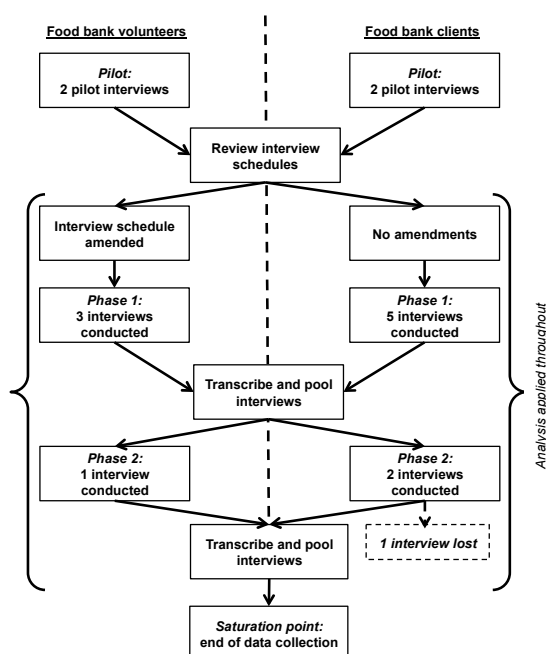 Food bank volunteers
Food bank clients
Pilot:
2 pilot interviews
Pilot:
2 pilot interviews
Review interview
schedules
Interview schedule
amended
No amendments
Phase 1:
3 interviews
conducted
Phase 1:
5 interviews
conducted
Transcribe and pool
interviews
Phase 2:
1 interview
conducted
Phase 2:
2 interviews
conducted
1 interview lost
Transcribe and pool
interviews
Saturation point:
end of data collection
Analysis applied throughout